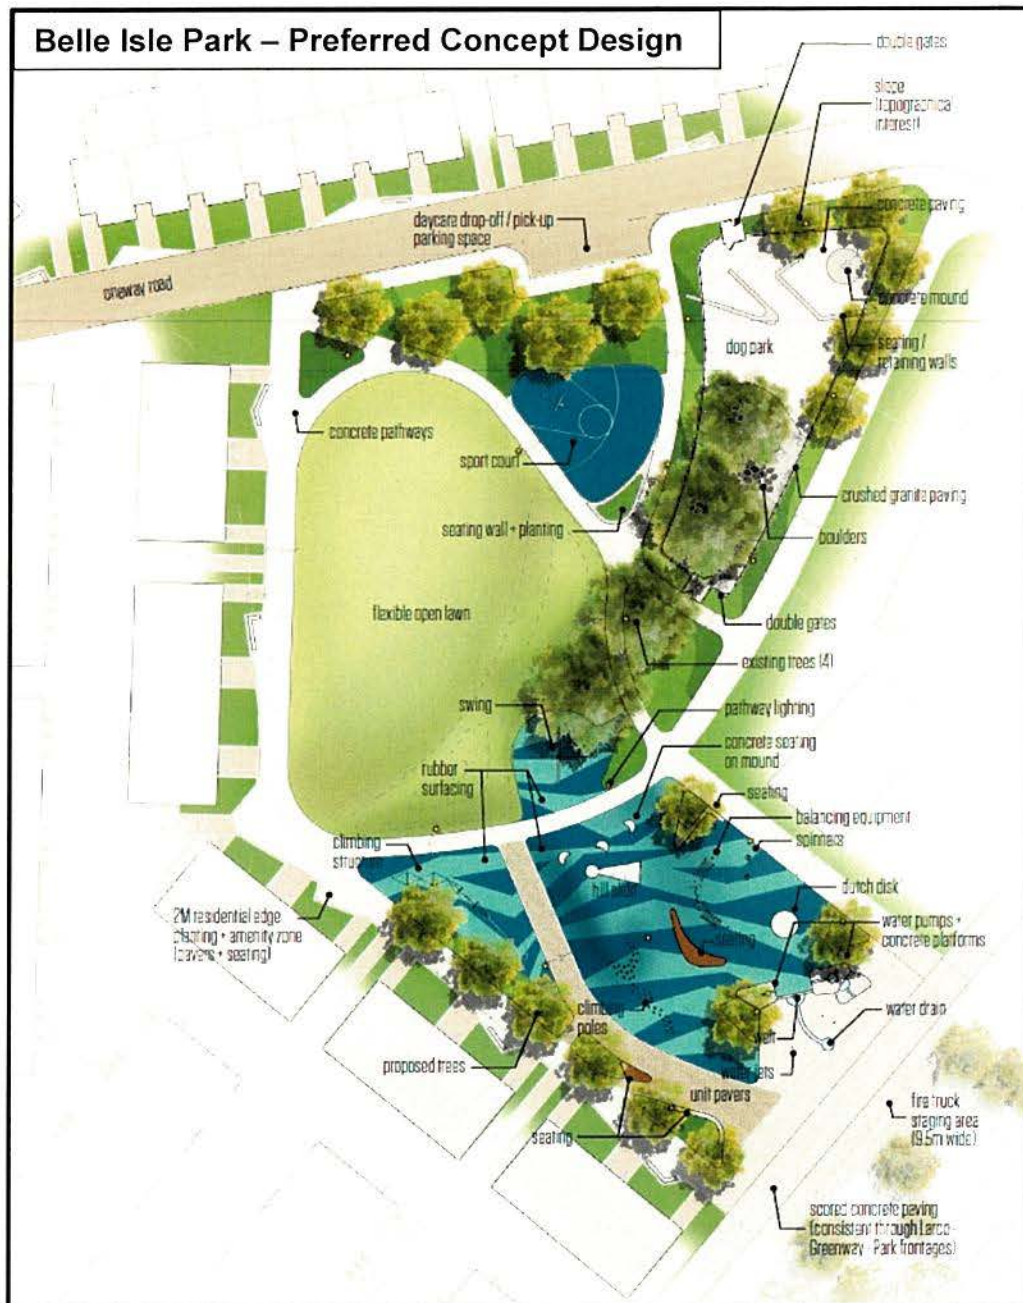 Belle Isle Park – Preferred Concept Design
double gates
slope
(topographical
interest)
concrete paving
daycare drop-off / pick-up
parking space
oneway road
concrete mound
dog park
seating /
retaining walls
concrete pathways
sport court
crushed granite paving
seating wall + planting
boulders
flexible open lawn
double gates
existing trees (4)
swing
pathway lighting
concrete seating
on mound
rubber
surfacing
seating
balancing equipment
spinners
climbing
structure
hill slide
dutch disk
2M residential edge
planting + amenity zone
(pavers + seating)
water pumps +
concrete platforms
seating
climbing
poles
water drain
weir
water jets
proposed trees
unit pavers
fire truck
staging area
(9.5m wide)
seating
scored concrete paving
(consistent through Larco -
Greenway - Park frontages)